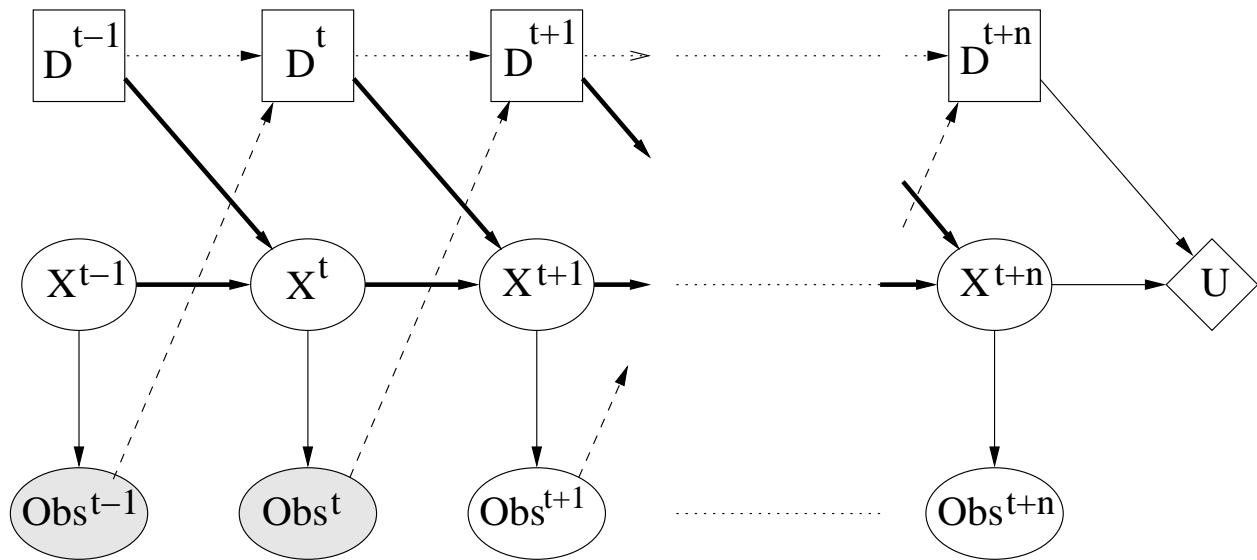 D^t−1 D^t D^t+1 D^t+n
X^t−1 X^t X^t+1 X^t+n U
Obs^t−1 Obs^t Obs^t+1 Obs^t+n